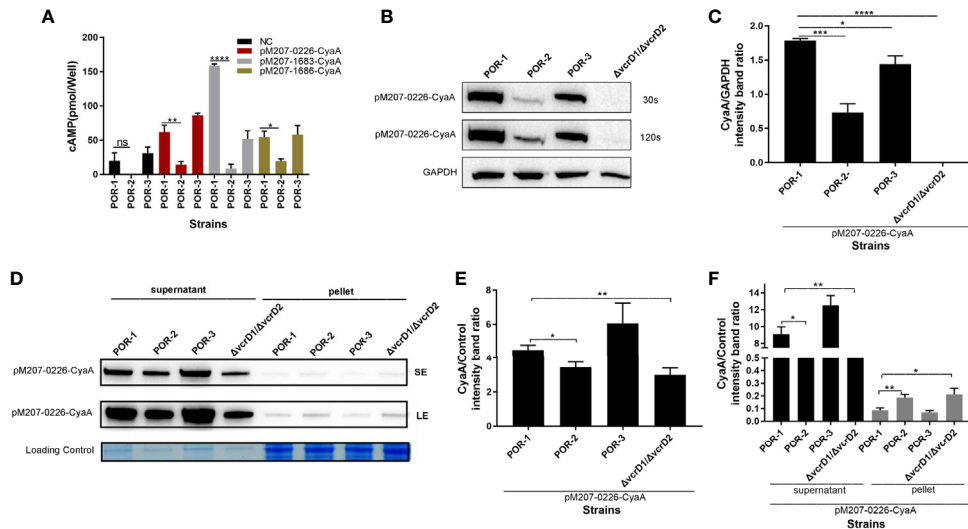 A
NC
pM207-0226-CyaA
pM207-1683-CyaA
pM207-1686-CyaA
cAMP(pmol/Well)
200
150
100
50
0
ns
**
****
*
POR-1
POR-2
POR-3
POR-1
POR-2
POR-3
POR-1
POR-2
POR-3
POR-1
POR-2
POR-3
Strains
B
POR-1
POR-2
POR-3
ΔvcrD1/ΔvcrD2
pM207-0226-CyaA
30s
pM207-0226-CyaA
120s
GAPDH
C
****
*
***
CyaA/GAPDH
intensity band ratio
2.0
1.5
1.0
0.5
0.0
POR-1
POR-2-
POR-3
ΔvcrD1/ΔvcrD2
pM207-0226-CyaA
Strains
D
supernatant
pellet
POR-1
POR-2
POR-3
ΔvcrD1/ΔvcrD2
POR-1
POR-2
POR-3
ΔvcrD1/ΔvcrD2
pM207-0226-CyaA
SE
pM207-0226-CyaA
LE
Loading Control
E
CyaA/Control
intensity band ratio
8
6
4
2
0
**
*
POR-1
POR-2
POR-3
ΔvcrD1/ΔvcrD2
pM207-0226-CyaA
Strains
F
CyaA/Control
intensity band ratio
14
12
10
8
6
0.5
0.4
0.3
0.2
0.1
0.0
**
*
*
**
POR-1
POR-2
POR-3
ΔvcrD1/ΔvcrD2
POR-1
POR-2
POR-3
ΔvcrD1/ΔvcrD2
supernatant
pellet
pM207-0226-CyaA
Strains